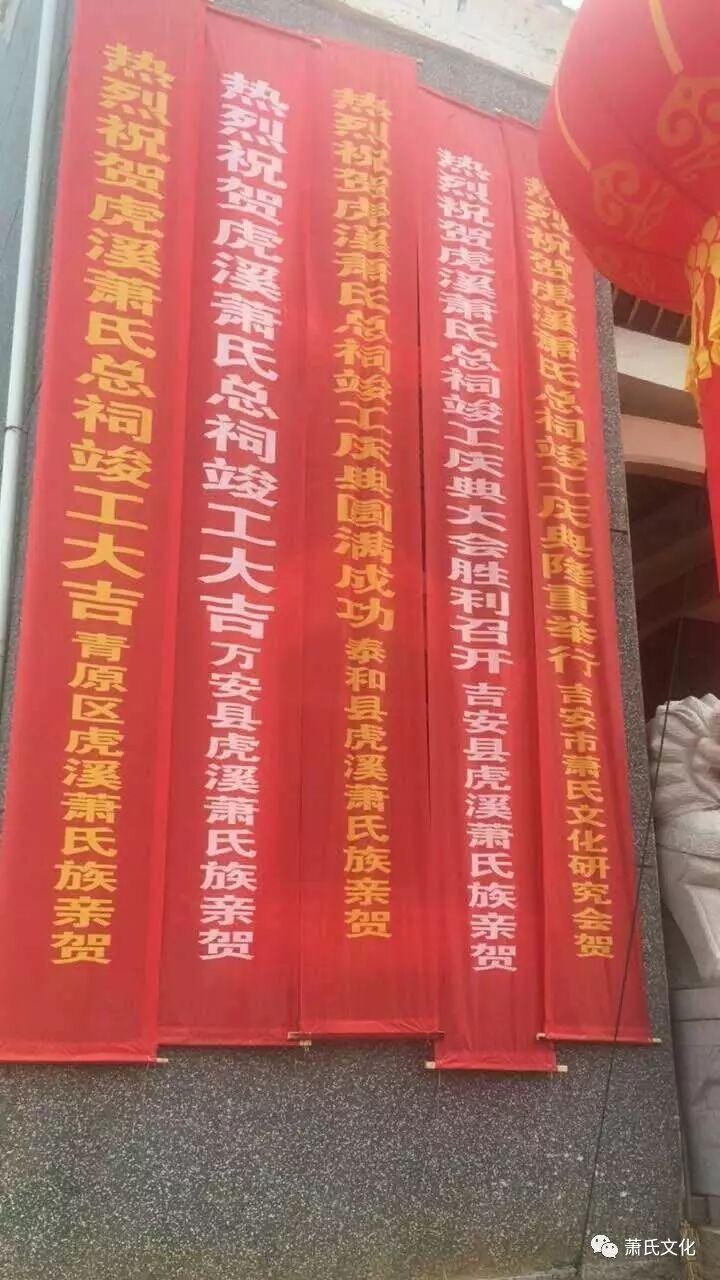 热烈祝贺虎溪萧氏总祠竣工大吉 青原区虎溪萧氏族亲贺
热烈祝贺虎溪萧氏总祠竣工大吉 万安县虎溪萧氏族亲贺
热烈祝贺虎溪萧氏总祠竣工庆典圆满成功 泰和县虎溪萧氏族亲贺
热烈祝贺虎溪萧氏总祠竣工庆典大会胜利召开 吉安县虎溪萧氏族亲贺
热烈祝贺虎溪萧氏总祠竣工庆典隆重举行 吉安市萧氏文化研究会贺
萧氏文化